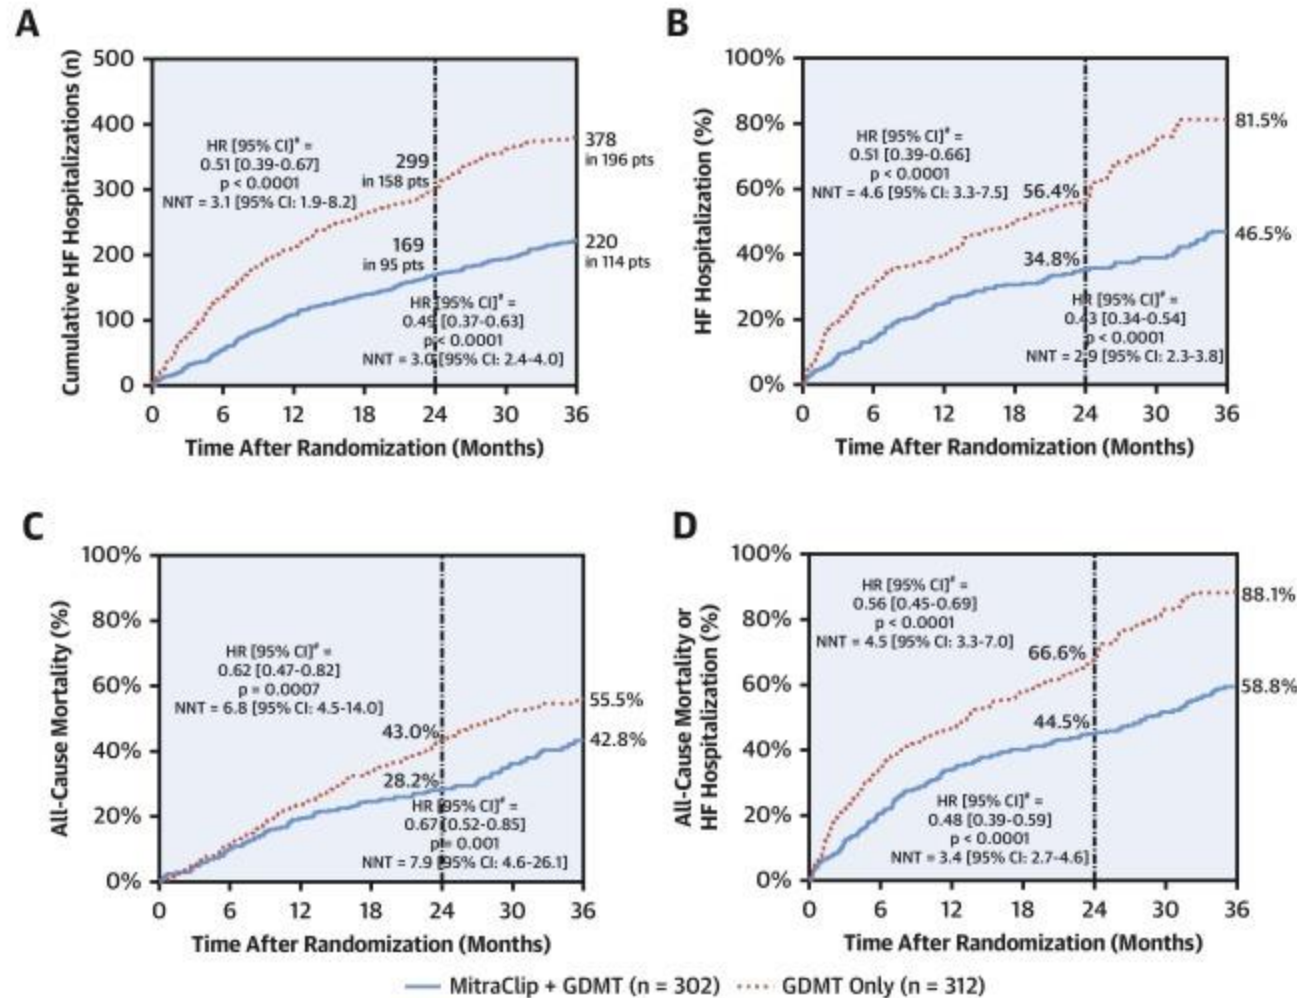 A
Cumulative HF Hospitalizations (n)
500
400
300
200
100
0
HR [95% CI]# =
0.51 [0.39-0.67]
p < 0.0001
NNT = 3.1 [95% CI: 1.9-8.2]
299
in 158 pts
378
in 196 pts
169
in 95 pts
220
in 114 pts
HR [95% CI]# =
0.49 [0.37-0.63]
p < 0.0001
NNT = 3.0 [95% CI: 2.4-4.0]
0 6 12 18 24 30 36
Time After Randomization (Months)
B
HF Hospitalization (%)
100%
80%
60%
40%
20%
0%
HR [95% CI]# =
0.51 [0.39-0.66]
p < 0.0001
NNT = 4.6 [95% CI: 3.3-7.5]
81.5%
56.4%
46.5%
34.8%
HR [95% CI]# =
0.43 [0.34-0.54]
p < 0.0001
NNT = 2.9 [95% CI: 2.3-3.8]
0 6 12 18 24 30 36
Time After Randomization (Months)
C
All-Cause Mortality (%)
100%
80%
60%
40%
20%
0%
HR [95% CI]# =
0.62 [0.47-0.82]
p = 0.0007
NNT = 6.8 [95% CI: 4.5-14.0]
55.5%
43.0%
42.8%
28.2%
HR [95% CI]# =
0.67 [0.52-0.85]
p = 0.001
NNT = 7.9 [95% CI: 4.6-26.1]
0 6 12 18 24 30 36
Time After Randomization (Months)
D
All-Cause Mortality or
HF Hospitalization (%)
100%
80%
60%
40%
20%
0%
HR [95% CI]# =
0.56 [0.45-0.69]
p < 0.0001
NNT = 4.5 [95% CI: 3.3-7.0]
88.1%
66.6%
58.8%
44.5%
HR [95% CI]# =
0.48 [0.39-0.59]
p < 0.0001
NNT = 3.4 [95% CI: 2.7-4.6]
0 6 12 18 24 30 36
Time After Randomization (Months)
MitraClip + GDMT (n = 302) GDMT Only (n = 312)